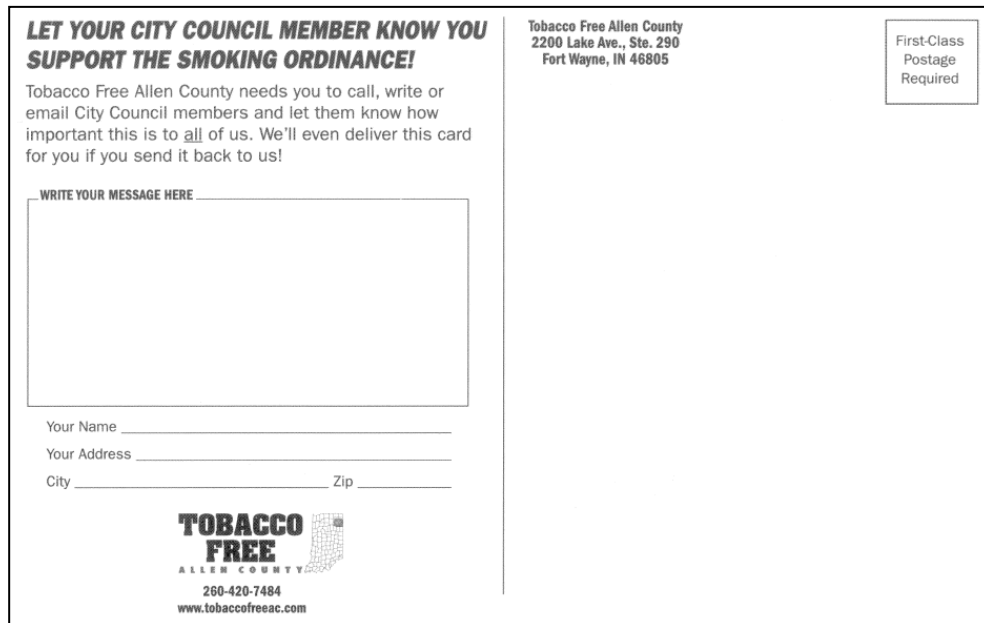 LET YOUR CITY COUNCIL MEMBER KNOW YOU
SUPPORT THE SMOKING ORDINANCE!
Tobacco Free Allen County needs you to call, write or
email City Council members and let them know how
important this is to all of us. We'll even deliver this card
for you if you send it back to us!
WRITE YOUR MESSAGE HERE
Your Name
Your Address
City Zip
TOBACCO
FREE
ALLEN COUNTY
260-420-7484
www.tobaccofreeac.com
Tobacco Free Allen County
2200 Lake Ave., Ste. 290
Fort Wayne, IN 46805
First-Class
Postage
Required